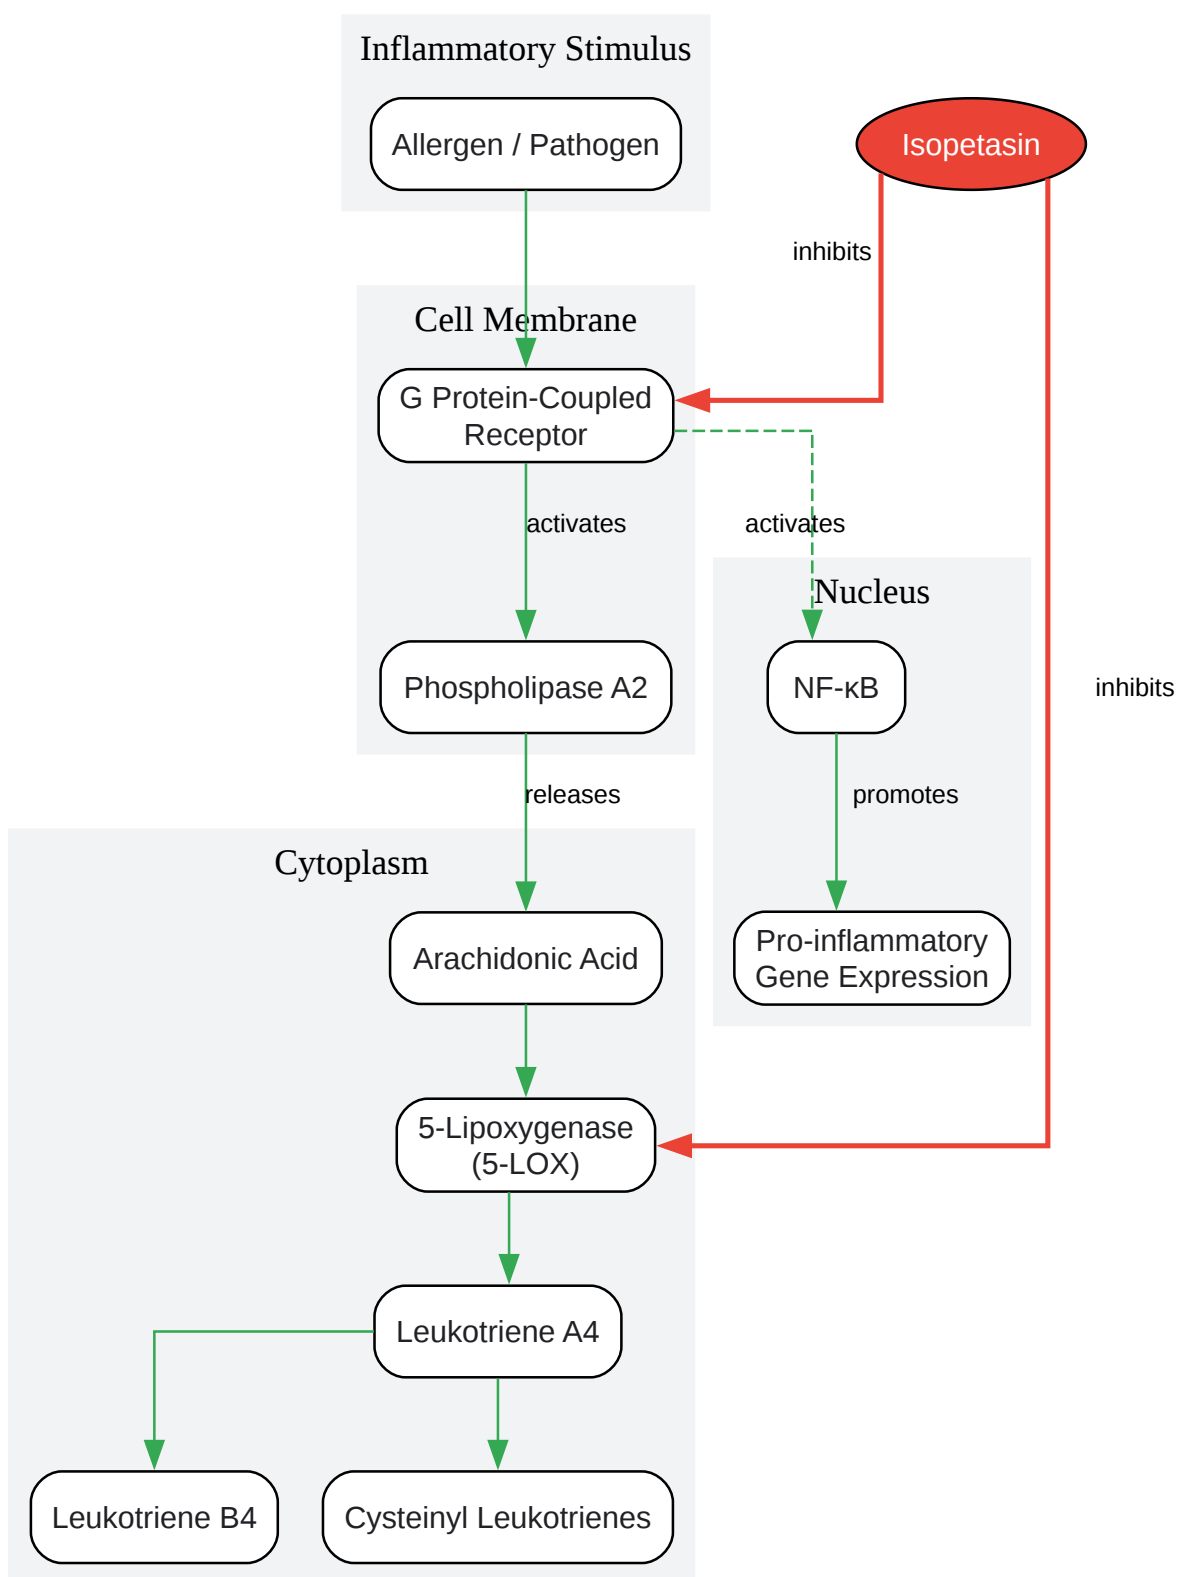 Inflammatory Stimulus
Allergen / Pathogen
Isopetasin
inhibits
Cell Membrane
G Protein-Coupled
Receptor
activates
activates
Nucleus
Phospholipase A2
NF-κB
inhibits
releases
promotes
Cytoplasm
Arachidonic Acid
Pro-inflammatory
Gene Expression
5-Lipoxygenase
(5-LOX)
Leukotriene A4
Leukotriene B4
Cysteinyl Leukotrienes